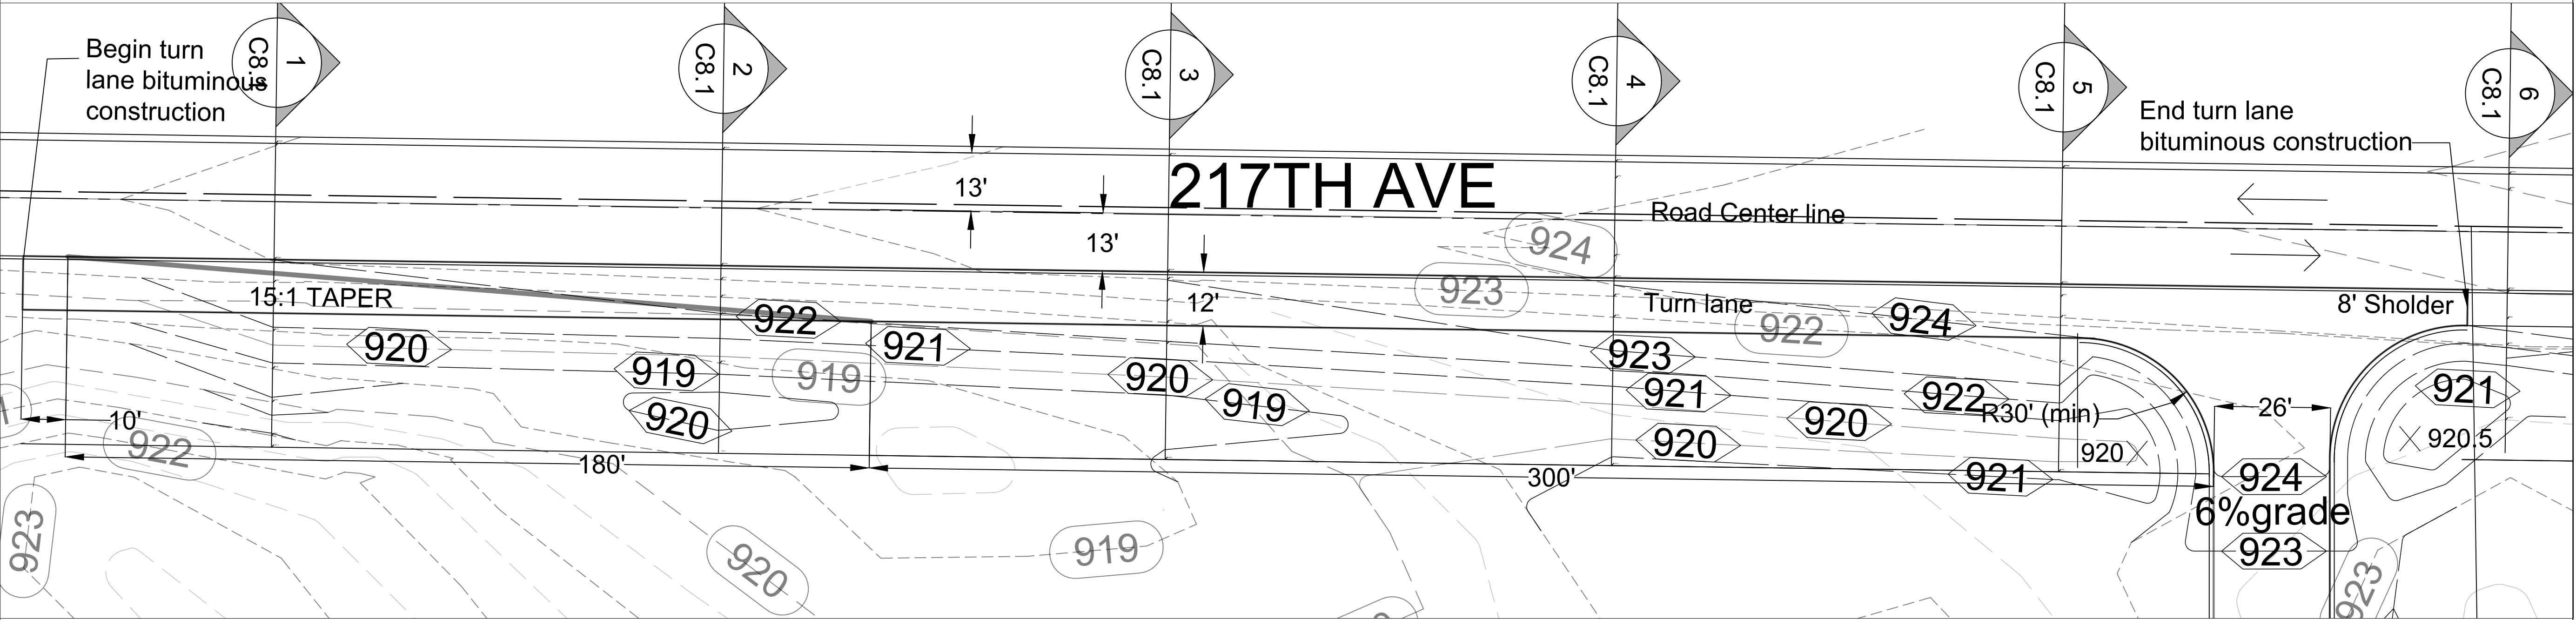 Begin turn
lane bituminous
construction
1
C8.1
2
C8.1
3
C8.1
4
C8.1
5
C8.1
6
C8.1
End turn lane
bituminous construction
13'
217TH AVE
Road Center line
13'
924
923
12'
15:1 TAPER
Turn lane
8' Sholder
922
922
924
920
921
923
919
919
920
921
922
921
919
920
920
R30' (min)
26'
10'
922
920
920
920.5
180'
300'
921
924
6%grade
923
923
920
919
923